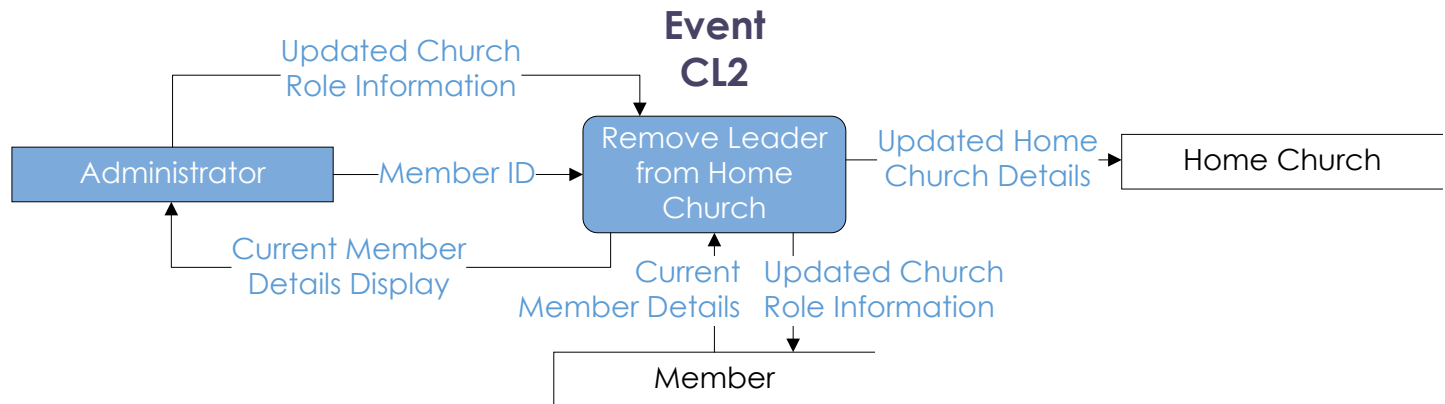 Event
CL2
Updated Church
Role Information
Administrator
Member ID
Remove Leader
from Home
Church
Updated Home
Church Details
Home Church
Current Member
Details Display
Current
Member Details
Updated Church
Role Information
Member